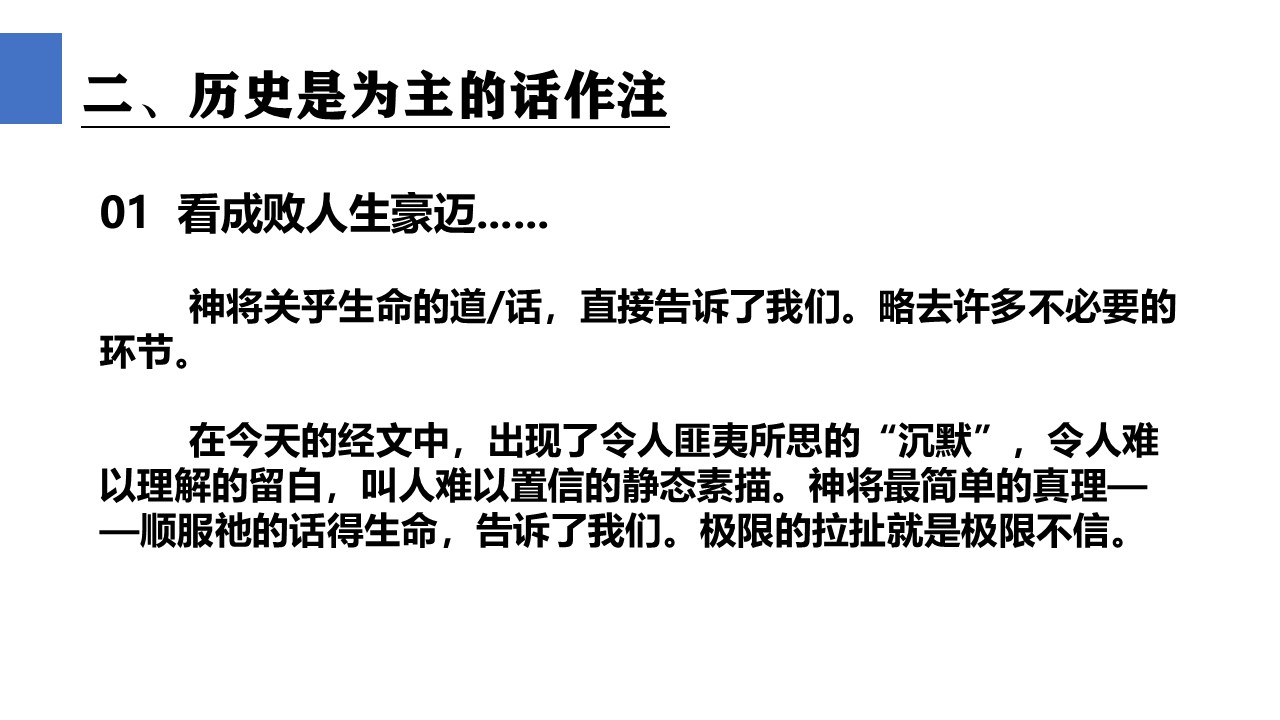 二、历史是为主的话作注
01 看成败人生豪迈……
神将关乎生命的道/话，直接告诉了我们。略去许多不必要的
环节。
在今天的经文中，出现了令人匪夷所思的“沉默”，令人难
以理解的留白，叫人难以置信的静态素描。神将最简单的真理—
—顺服祂的话得生命，告诉了我们。极限的拉扯就是极限不信。